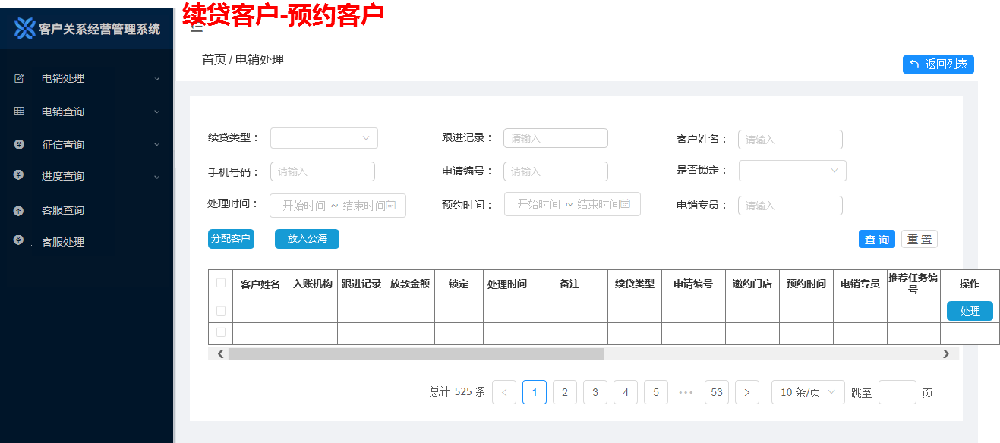 续贷客户-预约客户
客户关系经营管理系统
电销处理
电销查询
征信查询
进度查询
客服查询
客服处理
首页 / 电销处理
返回列表
续贷类型：
跟进记录： 请输入
客户姓名： 请输入
手机号码： 请输入
申请编号： 请输入
是否锁定：
处理时间： 开始时间 ~ 结束时间
预约时间： 开始时间 ~ 结束时间
电销专员： 请输入
分配客户 放入公海 查 询 重 置
客户姓名 入账机构 跟进记录 放款金额 锁定 处理时间 备注 续贷类型 申请编号 邀约门店 预约时间 电销专员 推荐任务编号 操作
处理
总计 525 条 < 1 2 3 4 5 ••• 53 > 10 条/页 跳至 页